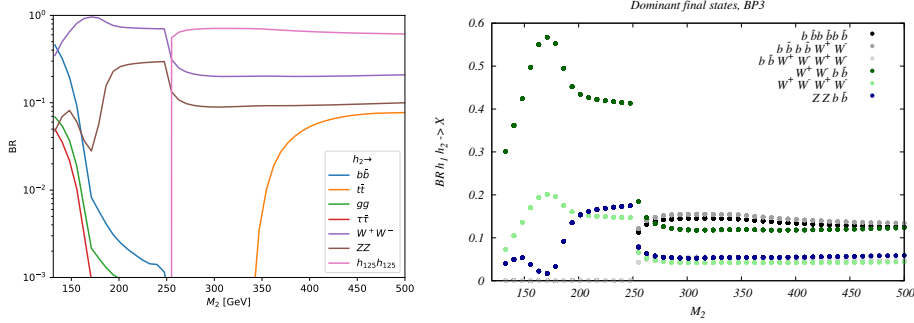 BR
10⁰
10⁻¹
10⁻²
10⁻³
150 200 250 300 350 400 450 500
M₂ [GeV]
h₂→
bb̄
tt̄
gg
ττ̄
W⁺W⁻
ZZ
h₁₂₅h₁₂₅
Dominant final states, BP3
BR h₁ h₂ -> X
0.6
0.5
0.4
0.3
0.2
0.1
0
b b̄ b b̄ b b̄
b b̄ b b̄ W⁺ W⁻
b b̄ W⁺ W⁻ W⁺ W⁻
W⁺ W⁻ b b̄
W⁺ W⁻ W⁺ W⁻
Z Z b b̄
150 200 250 300 350 400 450 500
M₂